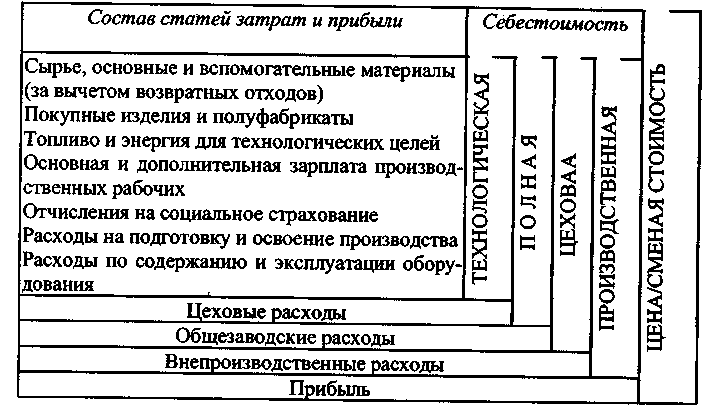 Состав статей затрат и прибыли
Себестоимость
Сырье, основные и вспомогательные материалы
(за вычетом возвратных отходов)
Покупные изделия и полуфабрикаты
Топливо и энергия для технологических целей
Основная и дополнительная зарплата производ-
ственных рабочих
Отчисления на социальное страхование
Расходы на подготовку и освоение производства
Расходы по содержанию и эксплуатации обору-
дования
ТЕХНОЛОГИЧЕСКАЯ
ПОЛНАЯ
ЦЕХОВАА
ПРОИЗВОДСТВЕННАЯ
ЦЕНА/СМЕНАЯ СТОИМОСТЬ
Цеховые расходы
Общезаводские расходы
Внепроизводственные расходы
Прибыль